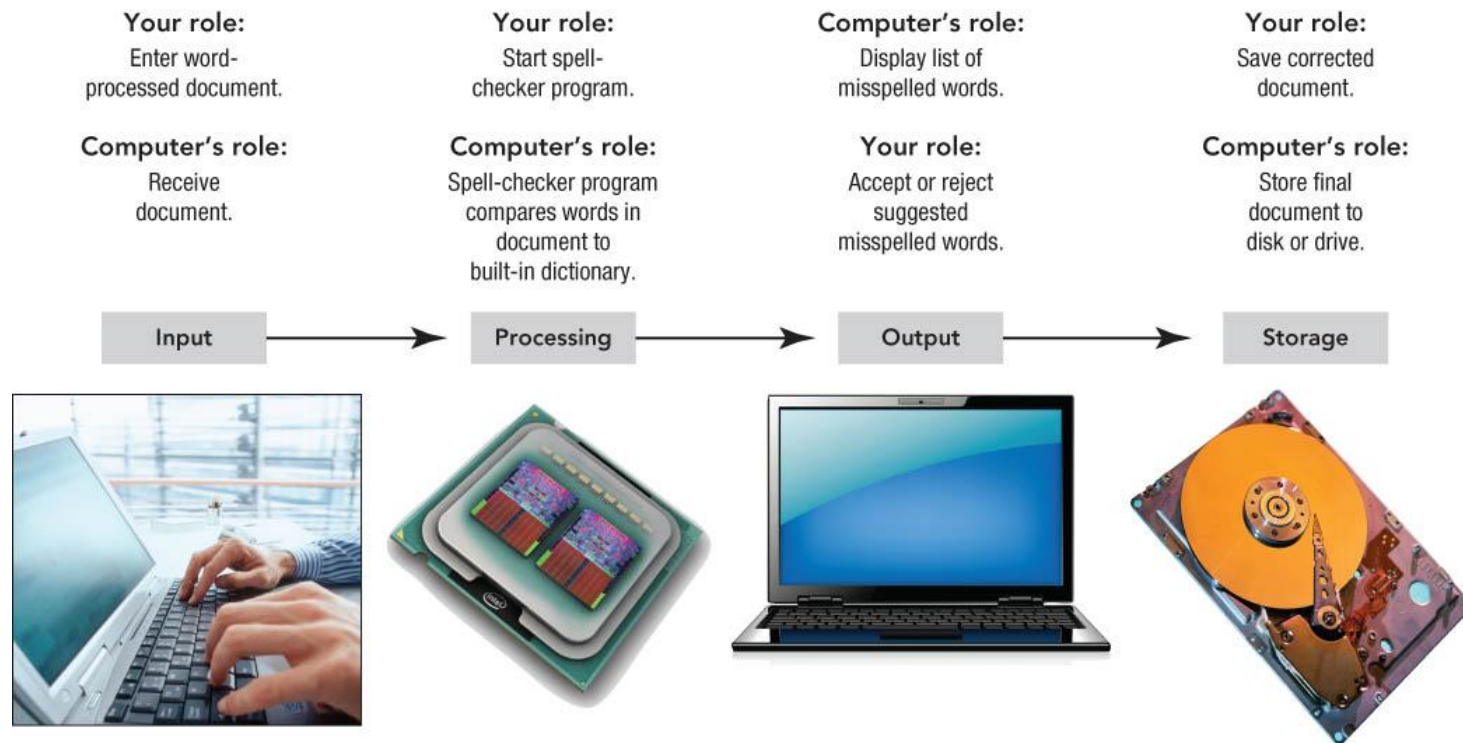 Your role:
Enter word-
processed document.
Computer's role:
Receive
document.
Your role:
Start spell-
checker program.
Computer's role:
Spell-checker program
compares words in
document to
built-in dictionary.
Computer's role:
Display list of
misspelled words.
Your role:
Accept or reject
suggested
misspelled words.
Your role:
Save corrected
document.
Computer's role:
Store final
document to
disk or drive.
Input
Processing
Output
Storage
intel